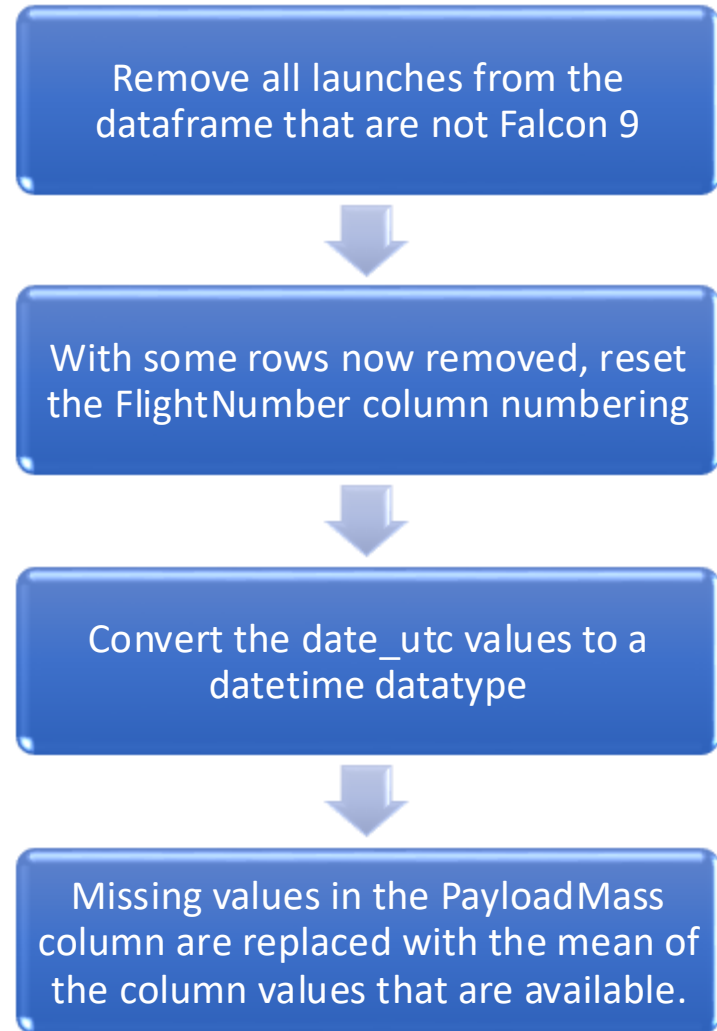 Remove all launches from the
dataframe that are not Falcon 9
With some rows now removed, reset
the FlightNumber column numbering
Convert the date_utc values to a
datetime datatype
Missing values in the PayloadMass
column are replaced with the mean of
the column values that are available.